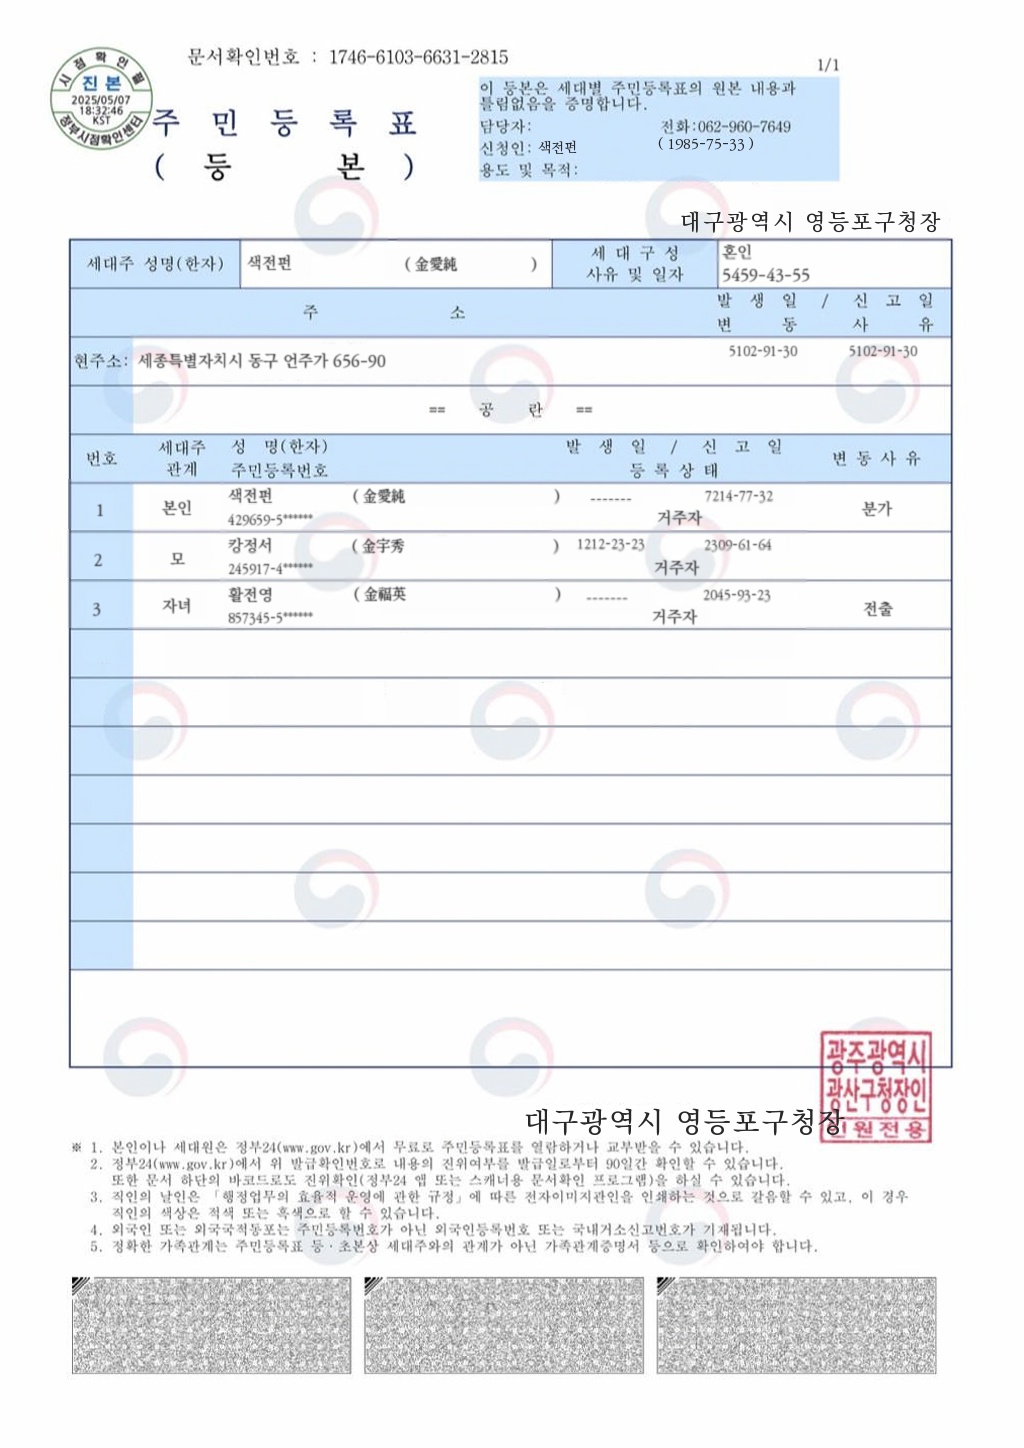 문서확인번호 : 1746-6103-6631-2815
1/1
시점확인필
진본
2025/05/07
18:32:46
KST
정부시점확인센터
주 민 등 록 표
( 등 본 )
이 등본은 세대별 주민등록표의 원본 내용과
틀림없음을 증명합니다.
담당자: 전화:062-960-7649
신청인: 색전펀 ( 1985-75-33 )
용도 및 목적:
대구광역시 영등포구청장
세대주 성명(한자) 색전펀 ( 金愛純 ) 세 대 구 성 사유 및 일자 혼인 5459-43-55
주 소 발 생 일 / 신 고 일
변 동 사 유
현주소: 세종특별자치시 동구 언주가 656-90 5102-91-30 5102-91-30
== 공 란 ==
번호 세대주 관계 성 명(한자) 주민등록번호 발 생 일 / 신 고 일 등 록 상 태 변 동 사 유
1 본인 색전펀 ( 金愛純 ) ------- 7214-77-32 분가
429659-5****** 거주자
2 모 캉정서 ( 金宇秀 ) 1212-23-23 2309-61-64
245917-4****** 거주자
3 자녀 활전영 ( 金福英 ) ------- 2045-93-23 전출
857345-5****** 거주자
광주광역시
광산구청장인
민원전용
대구광역시 영등포구청장
※ 1. 본인이나 세대원은 정부24(www.gov.kr)에서 무료로 주민등록표를 열람하거나 교부받을 수 있습니다.
2. 정부24(www.gov.kr)에서 위 발급확인번호로 내용의 진위여부를 발급일로부터 90일간 확인할 수 있습니다.
또한 문서 하단의 바코드로도 진위확인(정부24 앱 또는 스캐너용 문서확인 프로그램)을 하실 수 있습니다.
3. 직인의 날인은 「행정업무의 효율적 운영에 관한 규정」에 따른 전자이미지관인을 인쇄하는 것으로 갈음할 수 있고, 이 경우
직인의 색상은 적색 또는 흑색으로 할 수 있습니다.
4. 외국인 또는 외국국적동포는 주민등록번호가 아닌 외국인등록번호 또는 국내거소신고번호가 기재됩니다.
5. 정확한 가족관계는 주민등록표 등·초본상 세대주와의 관계가 아닌 가족관계증명서 등으로 확인하여야 합니다.